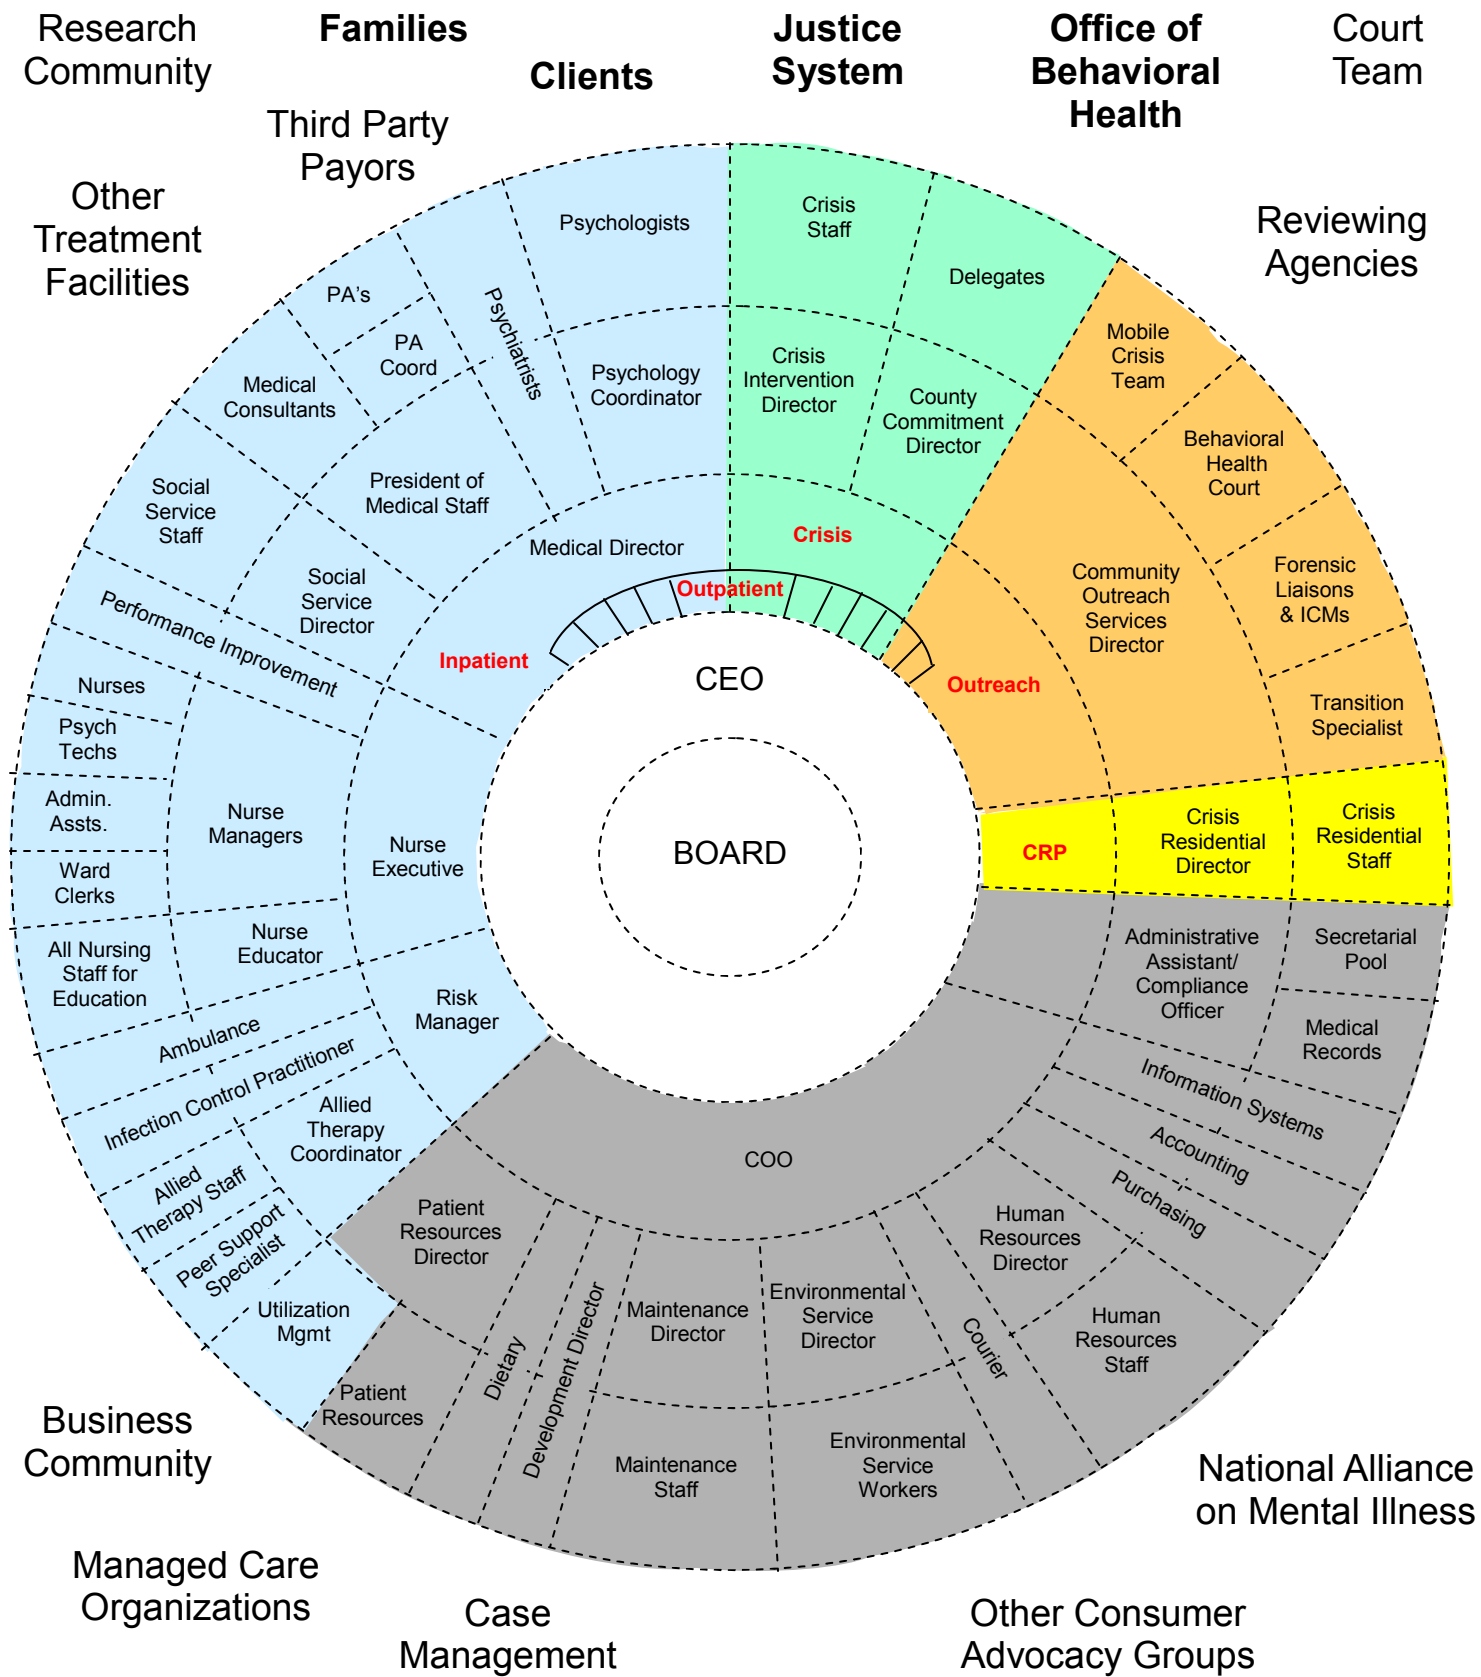 Research
Community
Families
Clients
Justice
System
Office of
Behavioral
Health
Court
Team
Third Party
Payors
Other
Treatment
Facilities
Reviewing
Agencies
Psychologists
Crisis
Staff
Delegates
PA's
PA
Coord
Psychiatrists
Psychology
Coordinator
Crisis
Intervention
Director
County
Commitment
Director
Mobile
Crisis
Team
Medical
Consultants
Behavioral
Health
Court
Social
Service
Staff
President of
Medical Staff
Medical Director
Crisis
Outpatient
Community
Outreach
Services
Director
Forensic
Liaisons
& ICMs
Social
Service
Director
Performance Improvement
Inpatient
CEO
Outreach
Transition
Specialist
Nurses
Psych
Techs
Admin.
Assts.
Ward
Clerks
Nurse
Managers
Nurse
Executive
BOARD
CRP
Crisis
Residential
Director
Crisis
Residential
Staff
All Nursing
Staff for
Education
Nurse
Educator
Risk
Manager
Administrative
Assistant/
Compliance
Officer
Secretarial
Pool
Medical
Records
Ambulance
Infection Control Practitioner
Information Systems
Allied
Therapy
Coordinator
Accounting
COO
Allied
Therapy Staff
Purchasing
Peer Support
Specialist
Patient
Resources
Director
Human
Resources
Director
Utilization
Mgmt
Dietary
Development Director
Maintenance
Director
Environmental
Service
Director
Courier
Human
Resources
Staff
Patient
Resources
Maintenance
Staff
Environmental
Service
Workers
Business
Community
National Alliance
on Mental Illness
Managed Care
Organizations
Case
Management
Other Consumer
Advocacy Groups